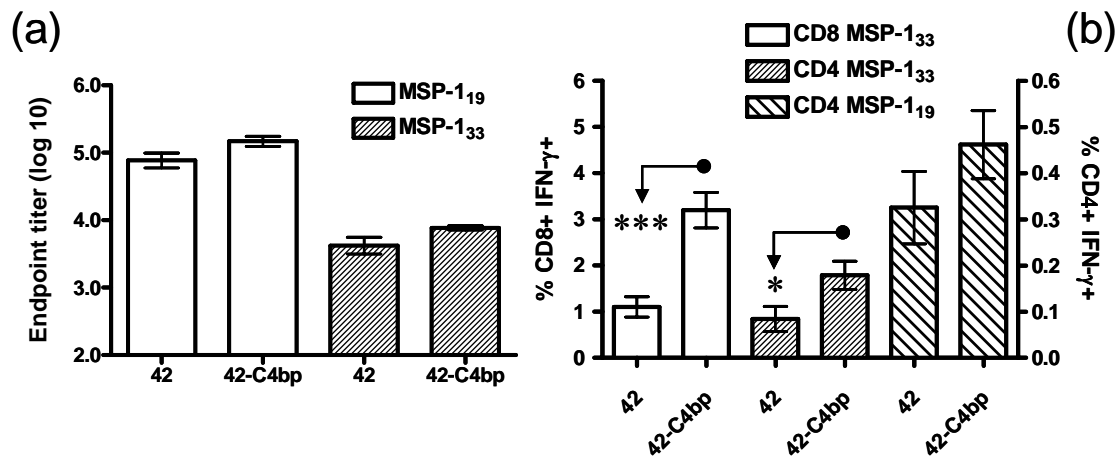 (a)
Endpoint titer (log 10)
6.0
5.0
4.0
3.0
2.0
MSP-1₁₉
MSP-1₃₃
42
42-C4bp
42
42-C4bp
(b)
CD8 MSP-1₃₃
CD4 MSP-1₃₃
CD4 MSP-1₁₉
% CD8+ IFN-γ+
6
5
4
3
2
1
0
***
*
0.6
0.5
0.4
0.3
0.2
0.1
0.0
% CD4+ IFN-γ+
42
42-C4bp
42
42-C4bp
42
42-C4bp